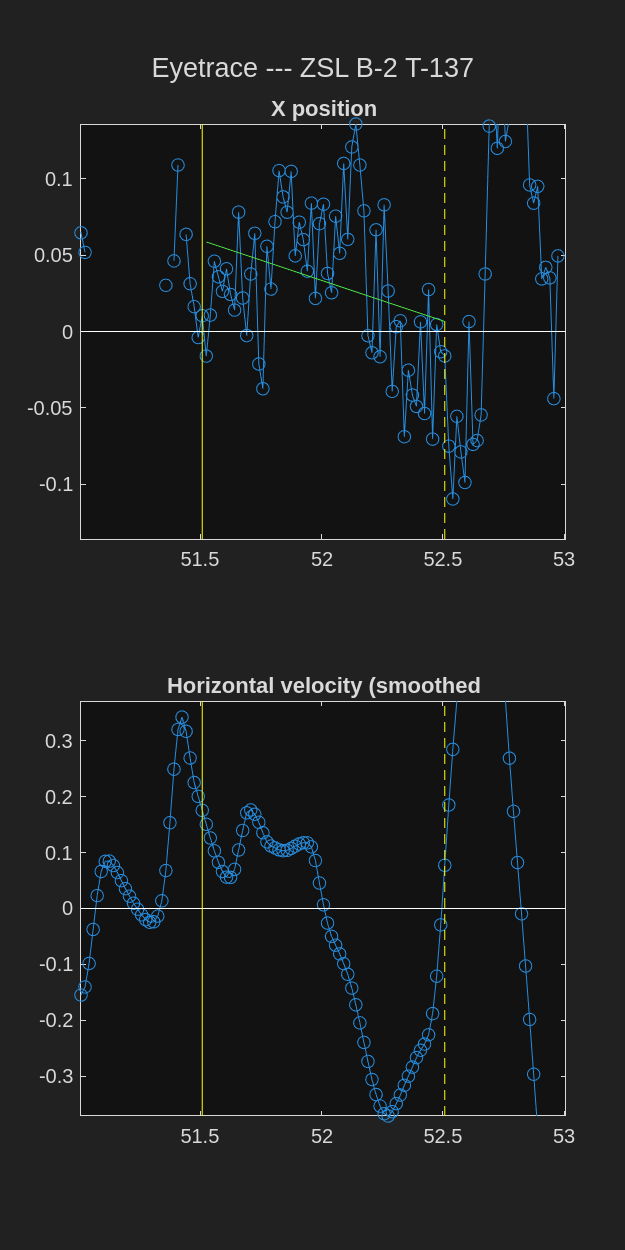 Eyetrace --- ZSL B-2 T-137
X position
0.1
0.05
0
-0.05
-0.1
51.5 52 52.5 53
Horizontal velocity (smoothed
0.3
0.2
0.1
0
-0.1
-0.2
-0.3
51.5 52 52.5 53